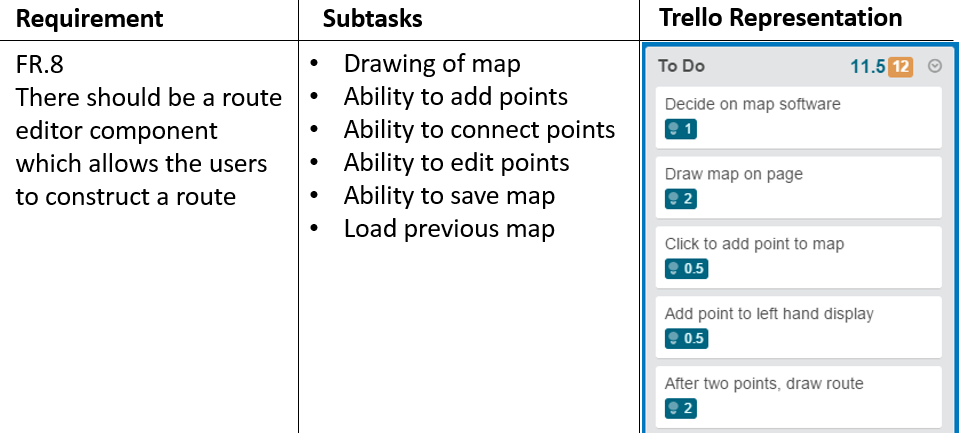 Requirement
Subtasks
Trello Representation
FR.8
There should be a route
editor component
which allows the users
to construct a route
• Drawing of map
• Ability to add points
• Ability to connect points
• Ability to edit points
• Ability to save map
• Load previous map
To Do 11.5 12
Decide on map software
1
Draw map on page
2
Click to add point to map
0.5
Add point to left hand display
0.5
After two points, draw route
2